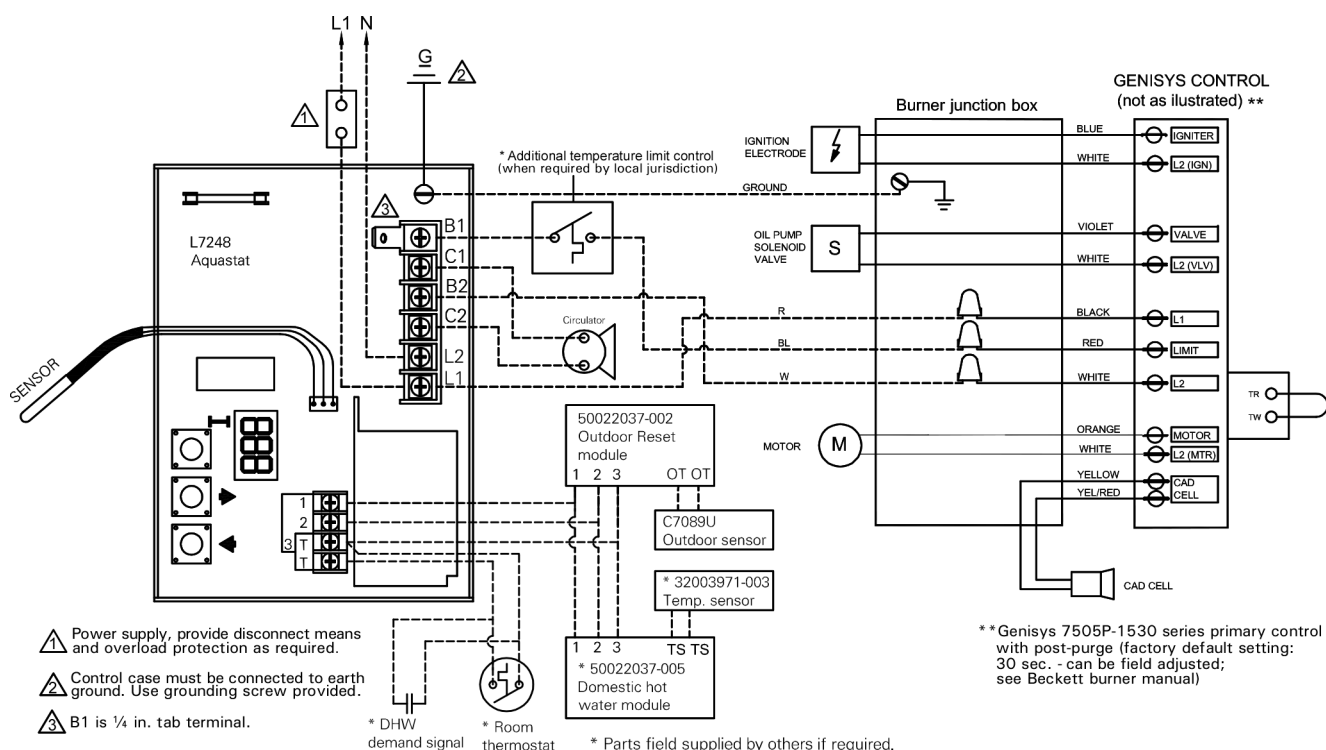 L1 N
G
2
1
GENISYS CONTROL
(not as ilustrated) **
Burner junction box
IGNITION
ELECTRODE
BLUE
IGNITER
WHITE
L2 (IGN)
* Additional temperature limit control
(when required by local jurisdiction)
GROUND
3
L7248
Aquastat
B1
C1
B2
C2
L2
L1
OIL PUMP
SOLENOID
VALVE
S
VIOLET
VALVE
WHITE
L2 (VLV)
Circulator
R
BLACK
L1
BL
RED
LIMIT
W
WHITE
L2
SENSOR
TR
TW
50022037-002
Outdoor Reset
module
1 2 3 OT OT
MOTOR
M
ORANGE
MOTOR
WHITE
L2 (MTR)
YELLOW
YEL/RED
CAD
CELL
1
2
3 T
T
C7089U
Outdoor sensor
* 32003971-003
Temp. sensor
CAD CELL
1 2 3 TS TS
* 50022037-005
Domestic hot
water module
1 Power supply, provide disconnect means
and overload protection as required.
2 Control case must be connected to earth
ground. Use grounding screw provided.
3 B1 is ¼ in. tab terminal.
* DHW
demand signal
* Room
thermostat
* Parts field supplied by others if required.
**Genisys 7505P-1530 series primary control
with post-purge (factory default setting:
30 sec. - can be field adjusted;
see Beckett burner manual)